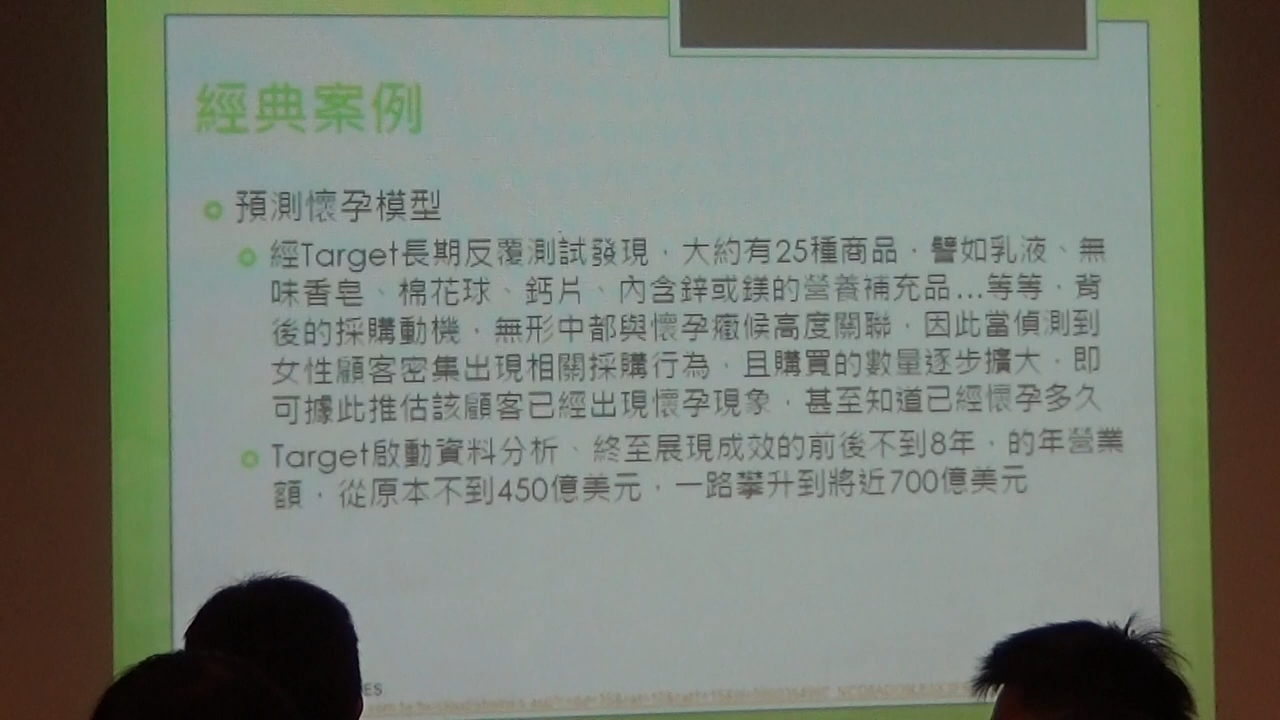 經典案例
預測懷孕模型
經Target長期反覆測試發現，大約有25種商品，譬如乳液、無
味香皂、棉花球、鈣片、內含鋅或鎂的營養補充品...等等，背
後的採購動機，無形中都與懷孕癥候高度關聯，因此當偵測到
女性顧客密集出現相關採購行為，且購買的數量逐步擴大，即
可據此推估該顧客已經出現懷孕現象，甚至知道已經懷孕多久
Target啟動資料分析、終至展現成效的前後不到8年，的年營業
額，從原本不到450億美元，一路攀升到將近700億美元
ES